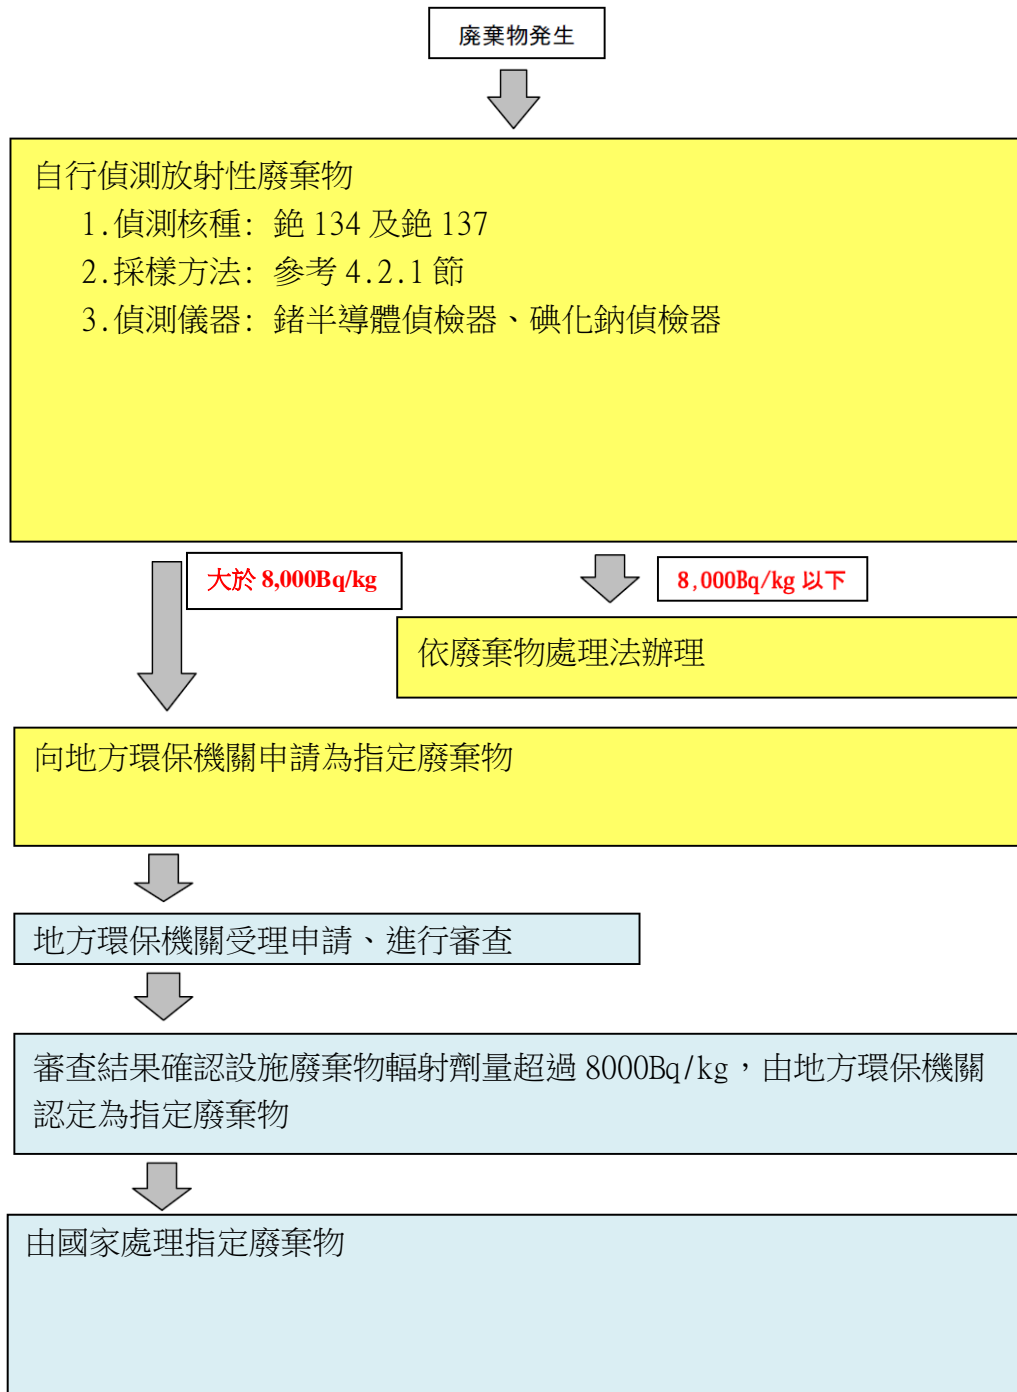 廃棄物発生
自行偵測放射性廢棄物
1.偵測核種: 銫 134 及銫 137
2.採樣方法: 參考 4.2.1 節
3.偵測儀器: 鍺半導體偵檢器、碘化鈉偵檢器
大於 8,000Bq/kg
8,000Bq/kg 以下
依廢棄物處理法辦理
向地方環保機關申請為指定廢棄物
地方環保機關受理申請、進行審查
審查結果確認設施廢棄物輻射劑量超過 8000Bq/kg，由地方環保機關
認定為指定廢棄物
由國家處理指定廢棄物